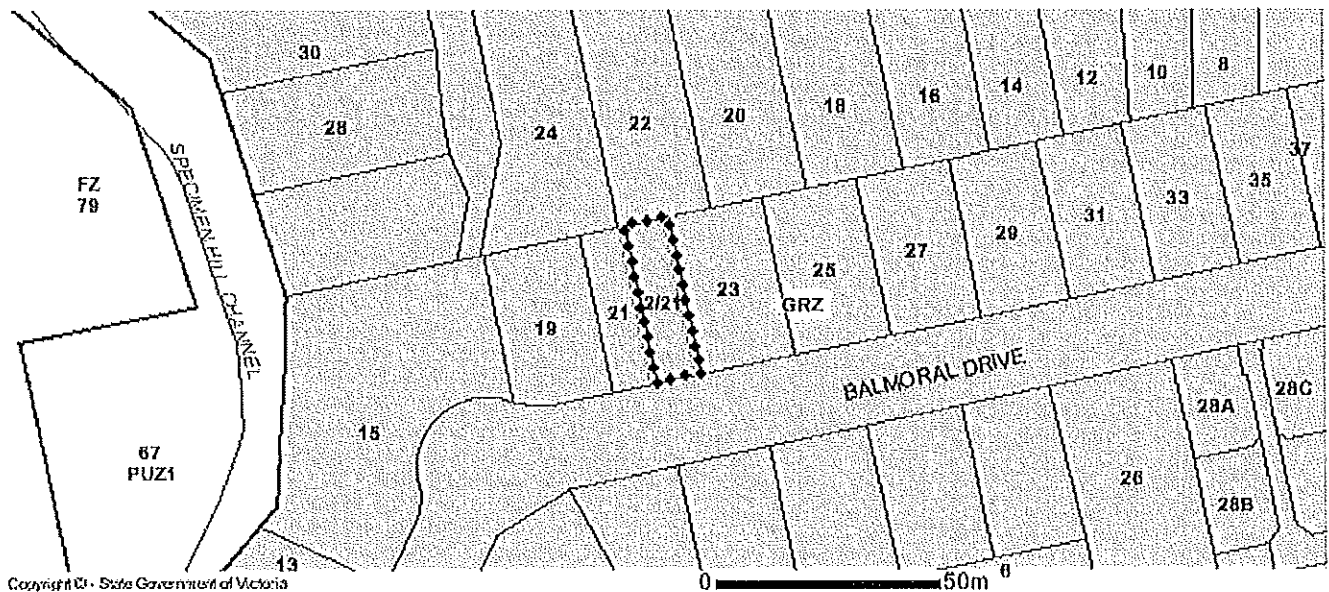 30
28
24
22
20
18
16
14
12
10
8
37
35
33
31
29
27
25
GRZ
23
2/21
21
19
15
13
FZ
79
SPECIMEN HILL CHANNEL
67
PUZ1
BALMORAL DRIVE
28A
28C
26
28B
6
Copyright © - State Government of Victoria
0 50m